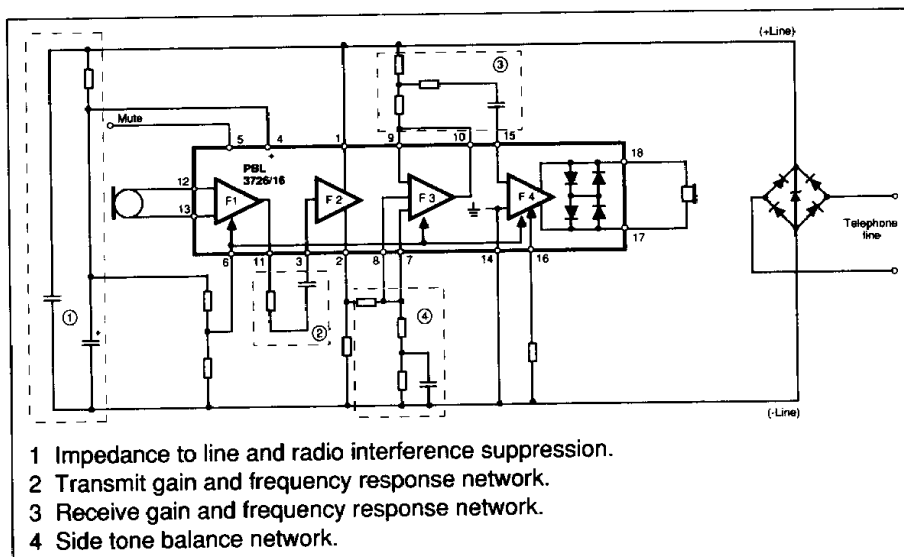 (+Line)
③
Mute
5 4 1 9 10 15
+
PBL
3726/16
18
12
F1 F 2 F 3 F 4
13
Telephone
line
17
6 11 3 2 8 7 14 16
① ② ④
+
(-Line)
1 Impedance to line and radio interference suppression.
2 Transmit gain and frequency response network.
3 Receive gain and frequency response network.
4 Side tone balance network.